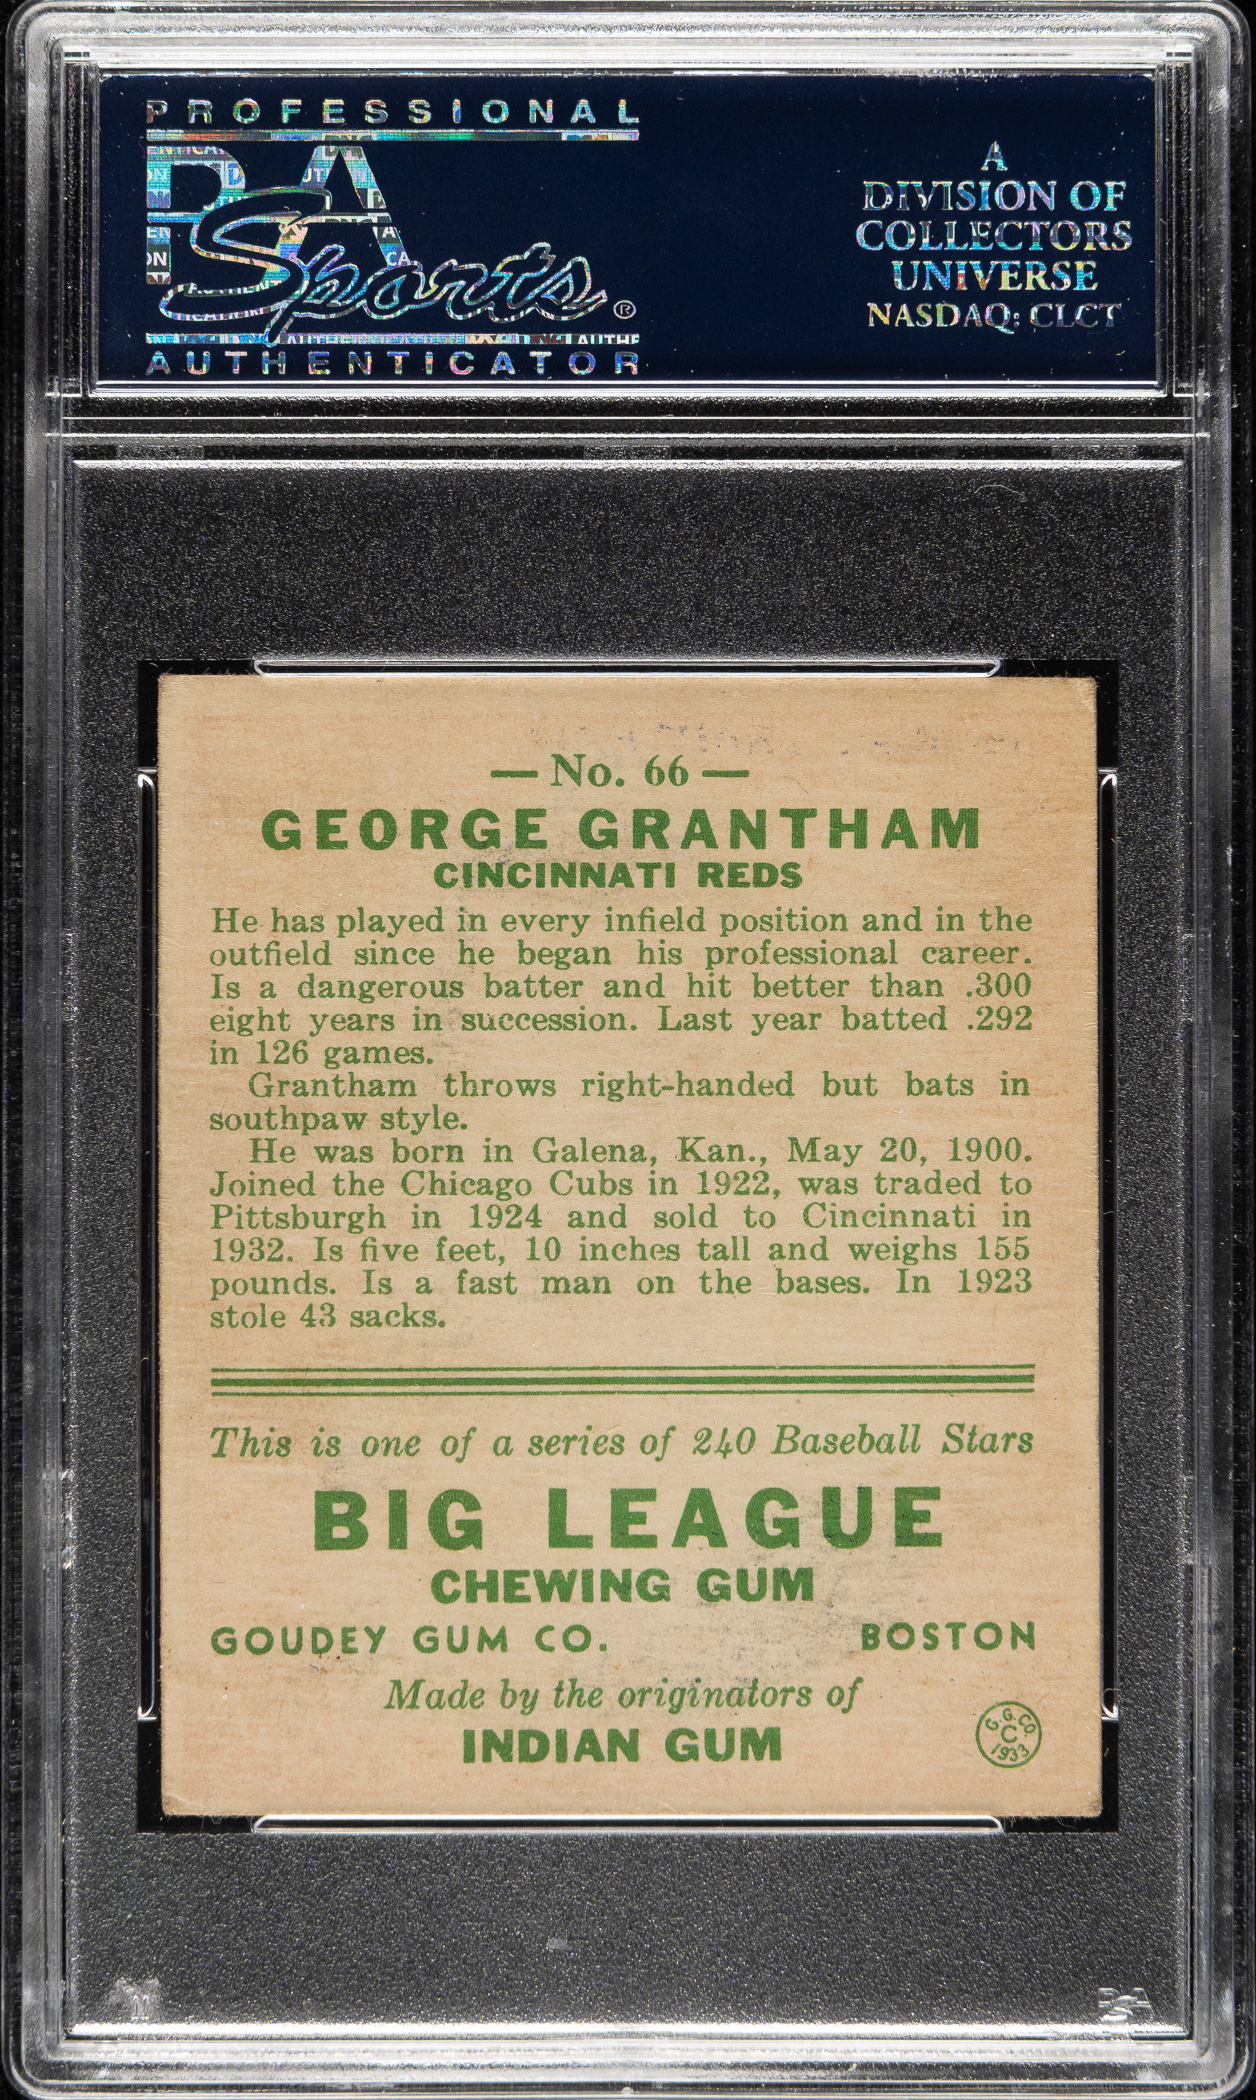 PROFESSIONAL
PSA
Sports®
AUTHENTICATOR
A
DIVISION OF
COLLECTORS
UNIVERSE
NASDAQ: CLCT
— No. 66 —
GEORGE GRANTHAM
CINCINNATI REDS
He has played in every infield position and in the
outfield since he began his professional career.
Is a dangerous batter and hit better than .300
eight years in succession. Last year batted .292
in 126 games.
Grantham throws right-handed but bats in
southpaw style.
He was born in Galena, Kan., May 20, 1900.
Joined the Chicago Cubs in 1922, was traded to
Pittsburgh in 1924 and sold to Cincinnati in
1932. Is five feet, 10 inches tall and weighs 155
pounds. Is a fast man on the bases. In 1923
stole 43 sacks.
This is one of a series of 240 Baseball Stars
BIG LEAGUE
CHEWING GUM
GOUDEY GUM CO. BOSTON
Made by the originators of
INDIAN GUM
G.G.CO.
C
1933
PSA